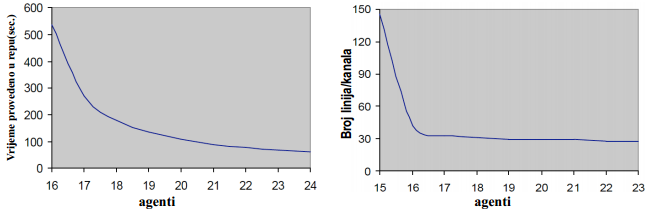 Vrijeme provedeno u repu(sec.)
600
500
400
300
200
100
0
16 17 18 19 20 21 22 23 24
agenti
Broj linija/kanala
150
120
90
60
30
0
15 16 17 18 19 20 21 22 23
agenti